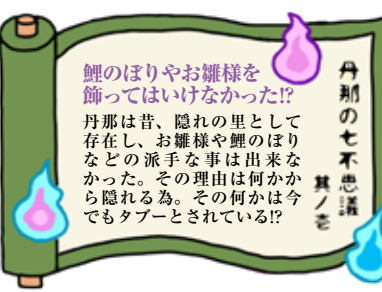 鯉のぼりやお雛様を
飾ってはいけなかった!?
丹那は昔、隠れの里として
存在し、お雛様や鯉のぼり
などの派手な事は出来な
かった。その理由は何かか
ら隠れる為。その何かは今
でもタブーとされている!?
丹那の七不思議
其ノ壱